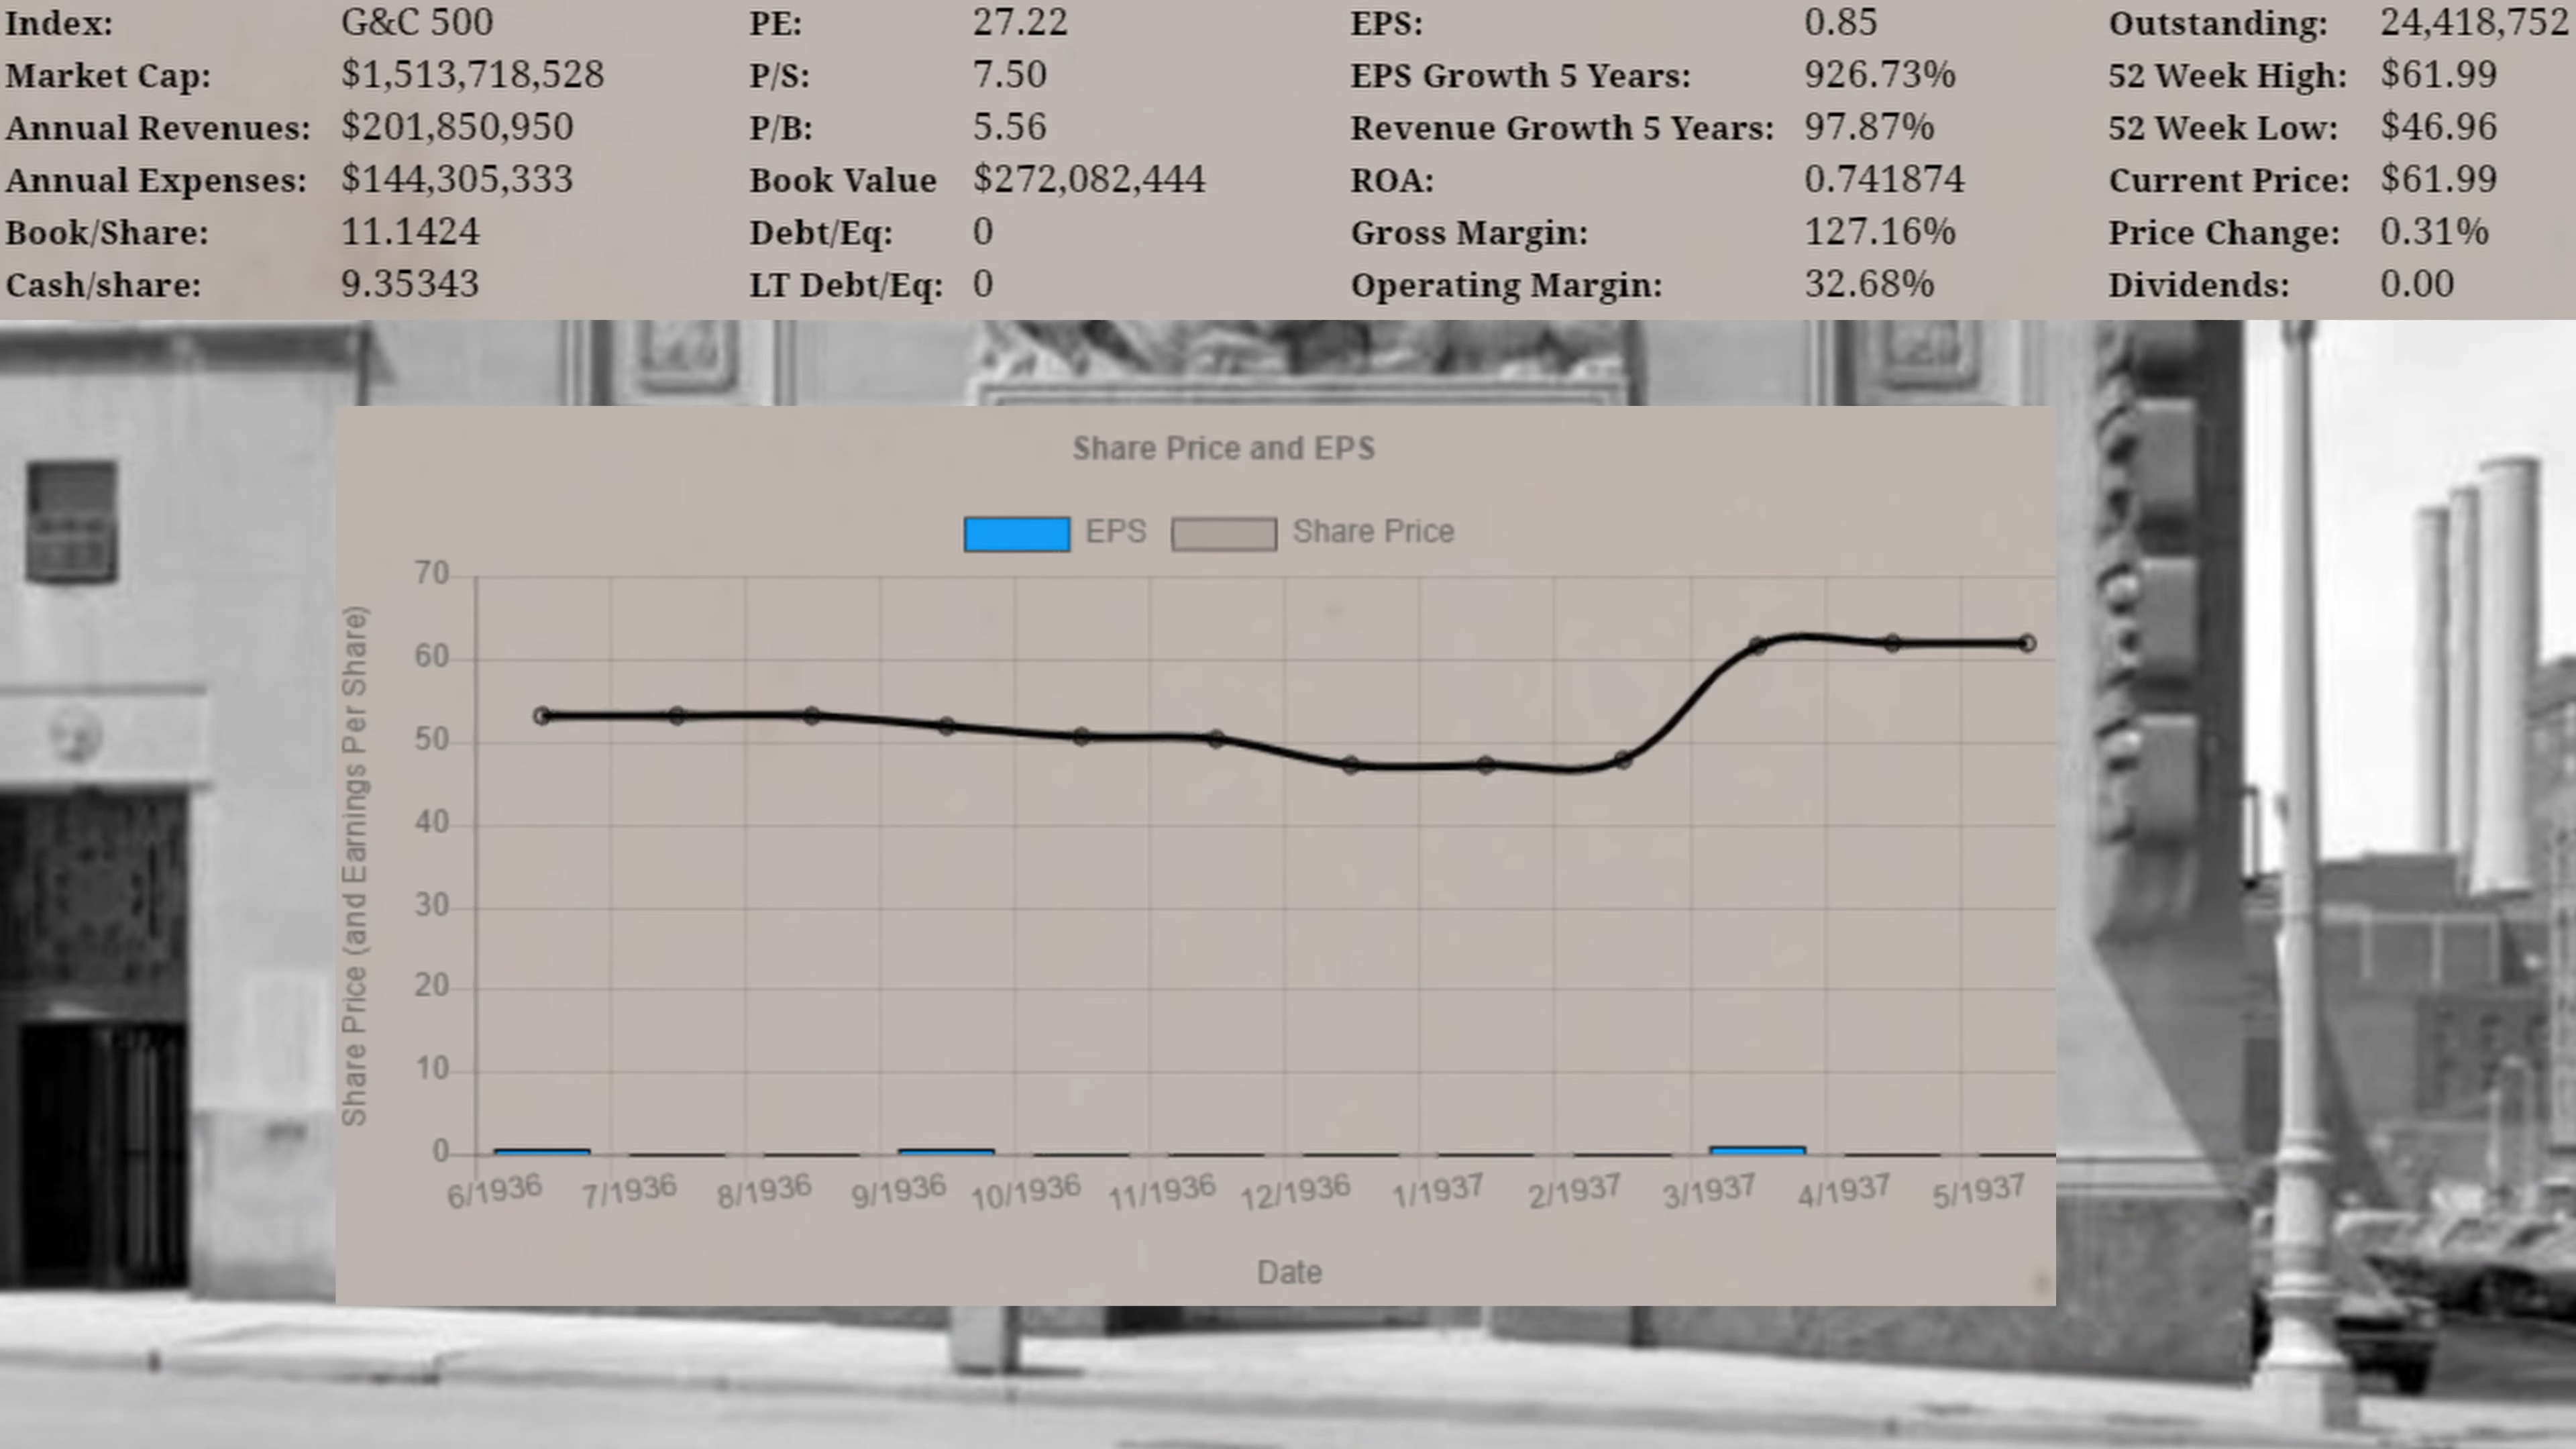 Index: G&C 500 PE: 27.22 EPS: 0.85 Outstanding: 24,418,752
Market Cap: $1,513,718,528 P/S: 7.50 EPS Growth 5 Years: 926.73% 52 Week High: $61.99
Annual Revenues: $201,850,950 P/B: 5.56 Revenue Growth 5 Years: 97.87% 52 Week Low: $46.96
Annual Expenses: $144,305,333 Book Value $272,082,444 ROA: 0.741874 Current Price: $61.99
Book/Share: 11.1424 Debt/Eq: 0 Gross Margin: 127.16% Price Change: 0.31%
Cash/share: 9.35343 LT Debt/Eq: 0 Operating Margin: 32.68% Dividends: 0.00
Share Price and EPS
EPS Share Price
Share Price (and Earnings Per Share)
70
60
50
40
30
20
10
0
6/1936 7/1936 8/1936 9/1936 10/1936 11/1936 12/1936 1/1937 2/1937 3/1937 4/1937 5/1937
Date